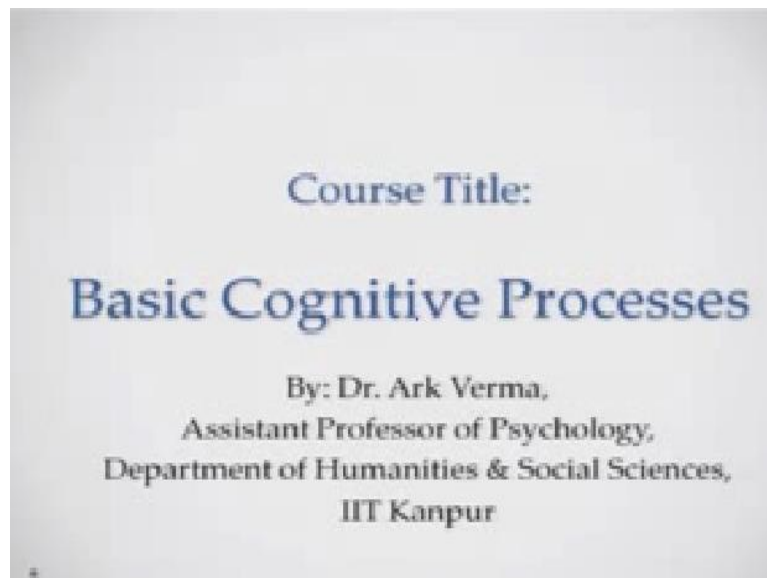 Course Title:
Basic Cognitive Processes
By: Dr. Ark Verma,
Assistant Professor of Psychology,
Department of Humanities & Social Sciences,
IIT Kanpur